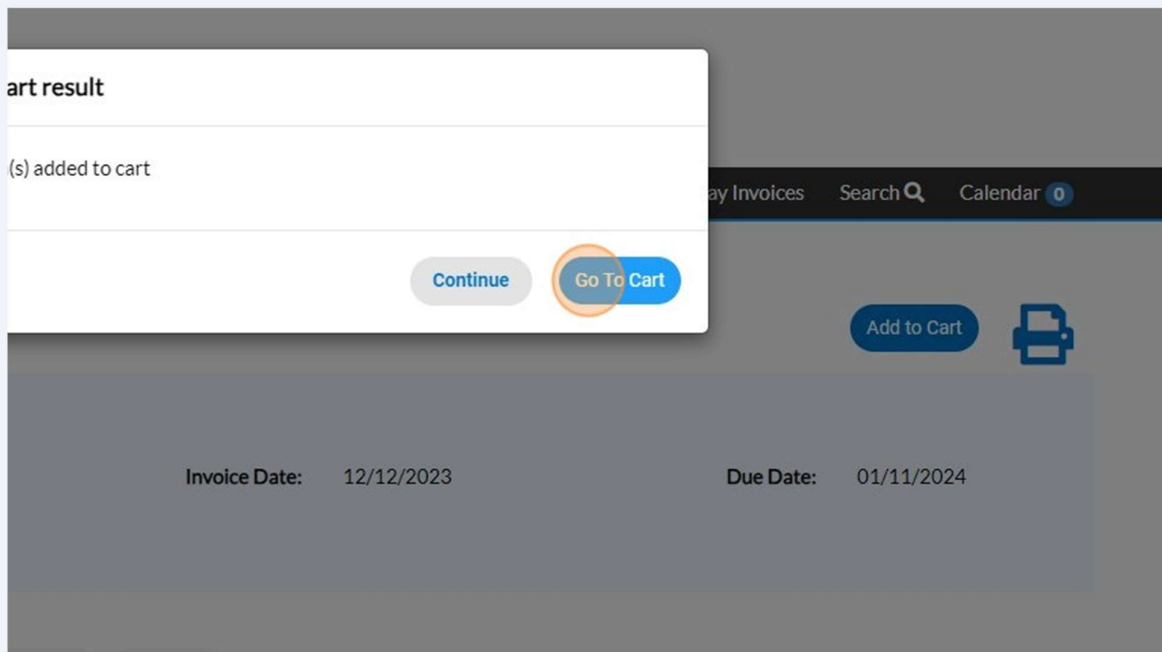 art result
(s) added to cart
ay Invoices Search Calendar 0
Continue Go To Cart
Add to Cart
Invoice Date: 12/12/2023 Due Date: 01/11/2024